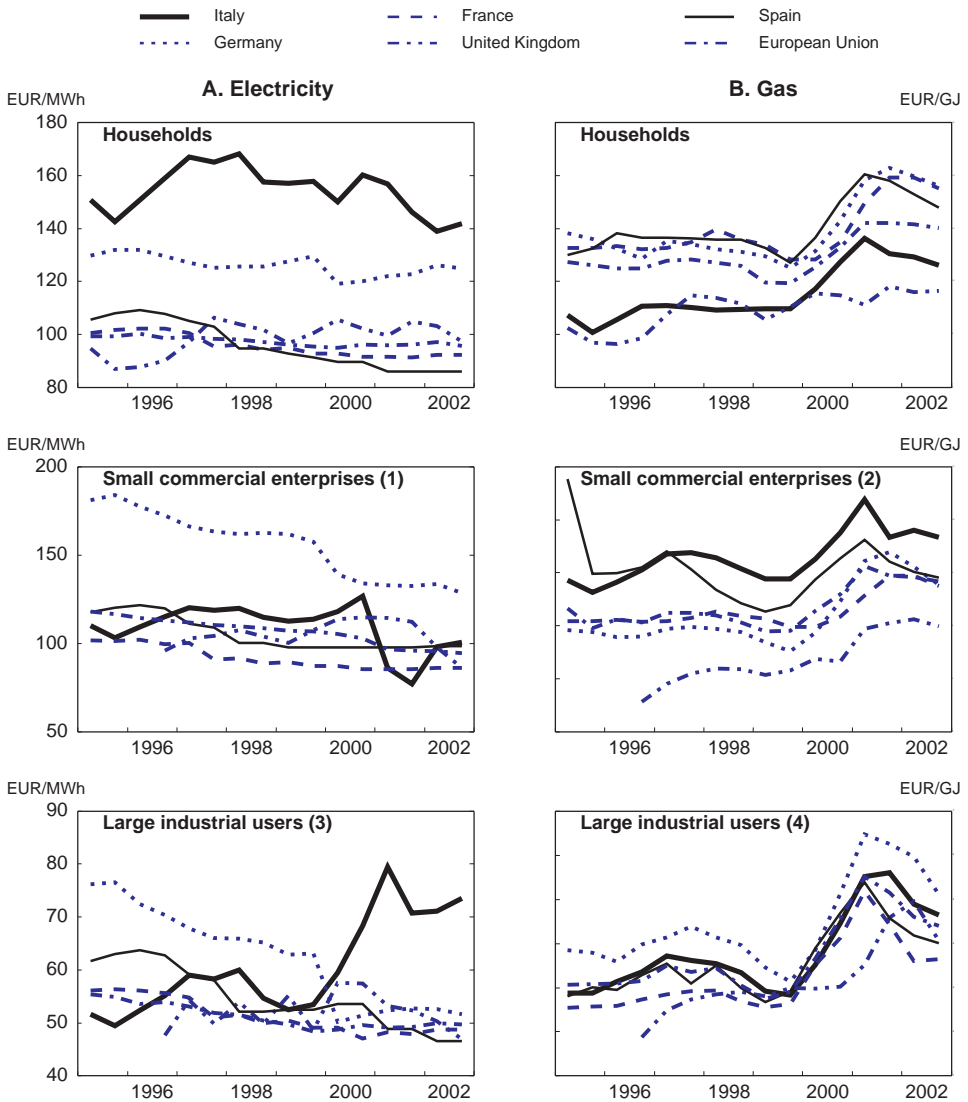 Italy France Spain
Germany United Kingdom European Union
A. Electricity B. Gas
EUR/MWh EUR/GJ
180
Households Households
160
140
120
100
80
1996 1998 2000 2002 1996 1998 2000 2002
EUR/MWh EUR/GJ
200
Small commercial enterprises (1) Small commercial enterprises (2)
150
100
50
1996 1998 2000 2002 1996 1998 2000 2002
EUR/MWh EUR/GJ
90
Large industrial users (3) Large industrial users (4)
80
70
60
50
40
1996 1998 2000 2002 1996 1998 2000 2002